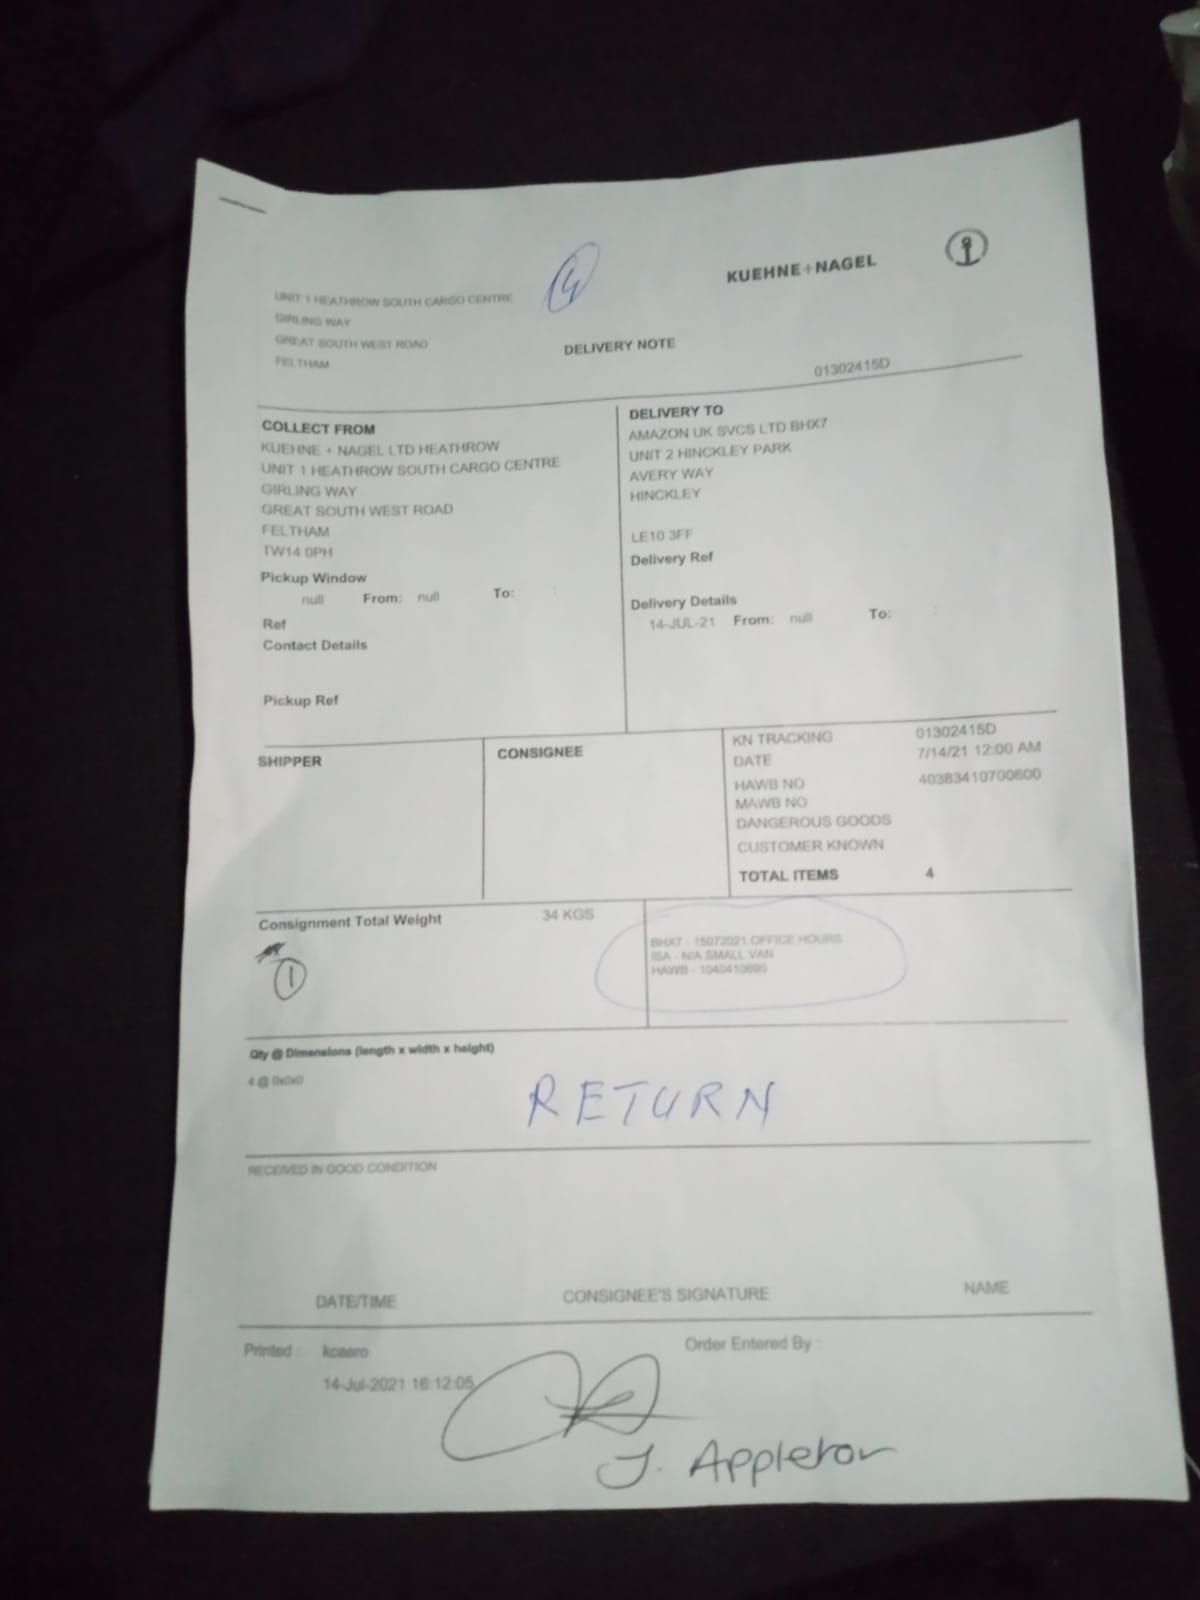 KUEHNE+NAGEL
UNIT 1 HEATHROW SOUTH CARGO CENTRE
GIRLING WAY
GREAT SOUTH WEST ROAD
FELTHAM
DELIVERY NOTE
01302415D
COLLECT FROM
KUEHNE + NAGEL LTD HEATHROW
UNIT 1 HEATHROW SOUTH CARGO CENTRE
GIRLING WAY
GREAT SOUTH WEST ROAD
FELTHAM
TW14 0PH
Pickup Window
null From: null To: :
Ref
Contact Details
Pickup Ref
DELIVERY TO
AMAZON UK SVCS LTD BHX7
UNIT 2 HINCKLEY PARK
AVERY WAY
HINCKLEY
LE10 3FF
Delivery Ref
Delivery Details
14-JUL-21 From: null To: :
SHIPPER
CONSIGNEE
KN TRACKING 01302415D
DATE 7/14/21 12:00 AM
HAWB NO 40383410700600
MAWB NO
DANGEROUS GOODS
CUSTOMER KNOWN
TOTAL ITEMS 4
Consignment Total Weight 34 KGS
1
BHX7 - 15072021 OFFICE HOURS
ISA - N/A SMALL VAN
HAWB -
Qty @ Dimensions (length x width x height)
4 @ 0x0x0
RETURN
RECEIVED IN GOOD CONDITION
DATE/TIME CONSIGNEE'S SIGNATURE NAME
Printed : Order Entered By :
14-Jul-2021 16:12:05
J. Appleton